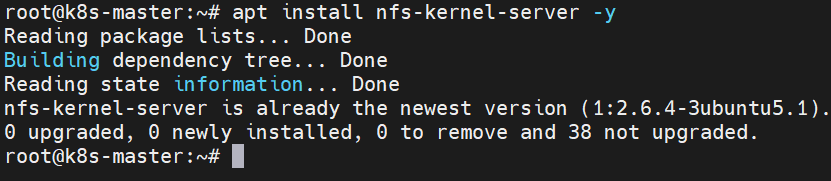 root@k8s-master:~# apt install nfs-kernel-server -y
Reading package lists... Done
Building dependency tree... Done
Reading state information... Done
nfs-kernel-server is already the newest version (1:2.6.4-3ubuntu5.1).
0 upgraded, 0 newly installed, 0 to remove and 38 not upgraded.
root@k8s-master:~#